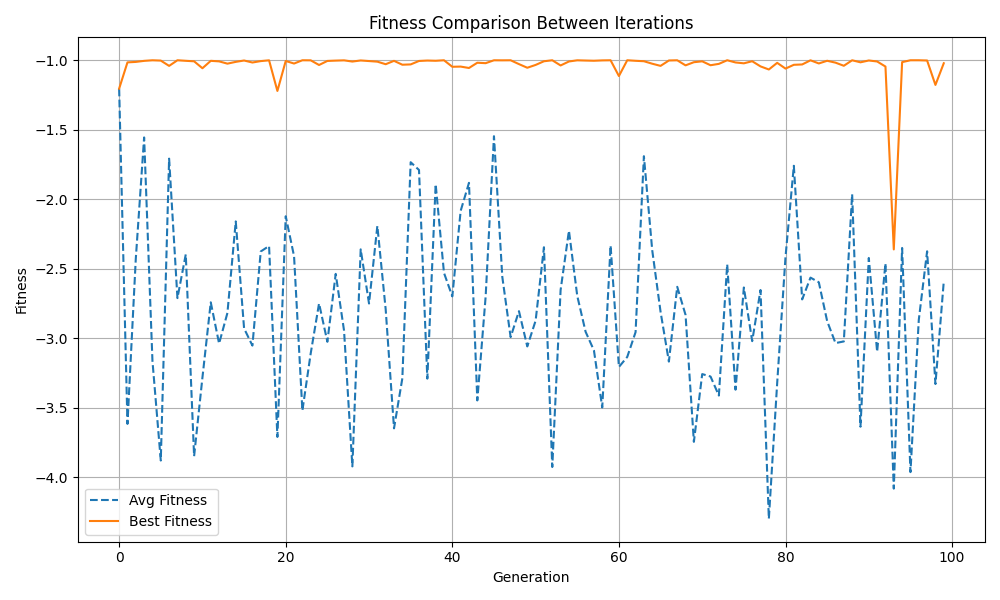 Fitness Comparison Between Iterations
Fitness
−1.0
−1.5
−2.0
−2.5
−3.0
−3.5
−4.0
Avg Fitness
Best Fitness
0 20 40 60 80 100
Generation